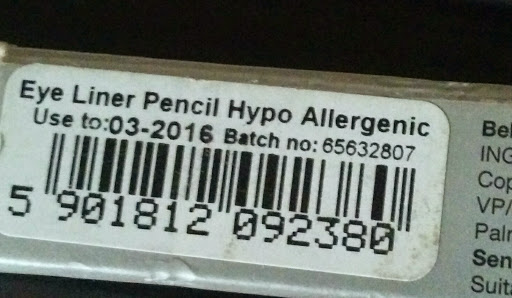 Eye Liner Pencil Hypo Allergenic
Use to:03-2016 Batch no: 65632807
5 901812 092380
Bel
ING
Cop
VP/
Palr
Sen
Suita